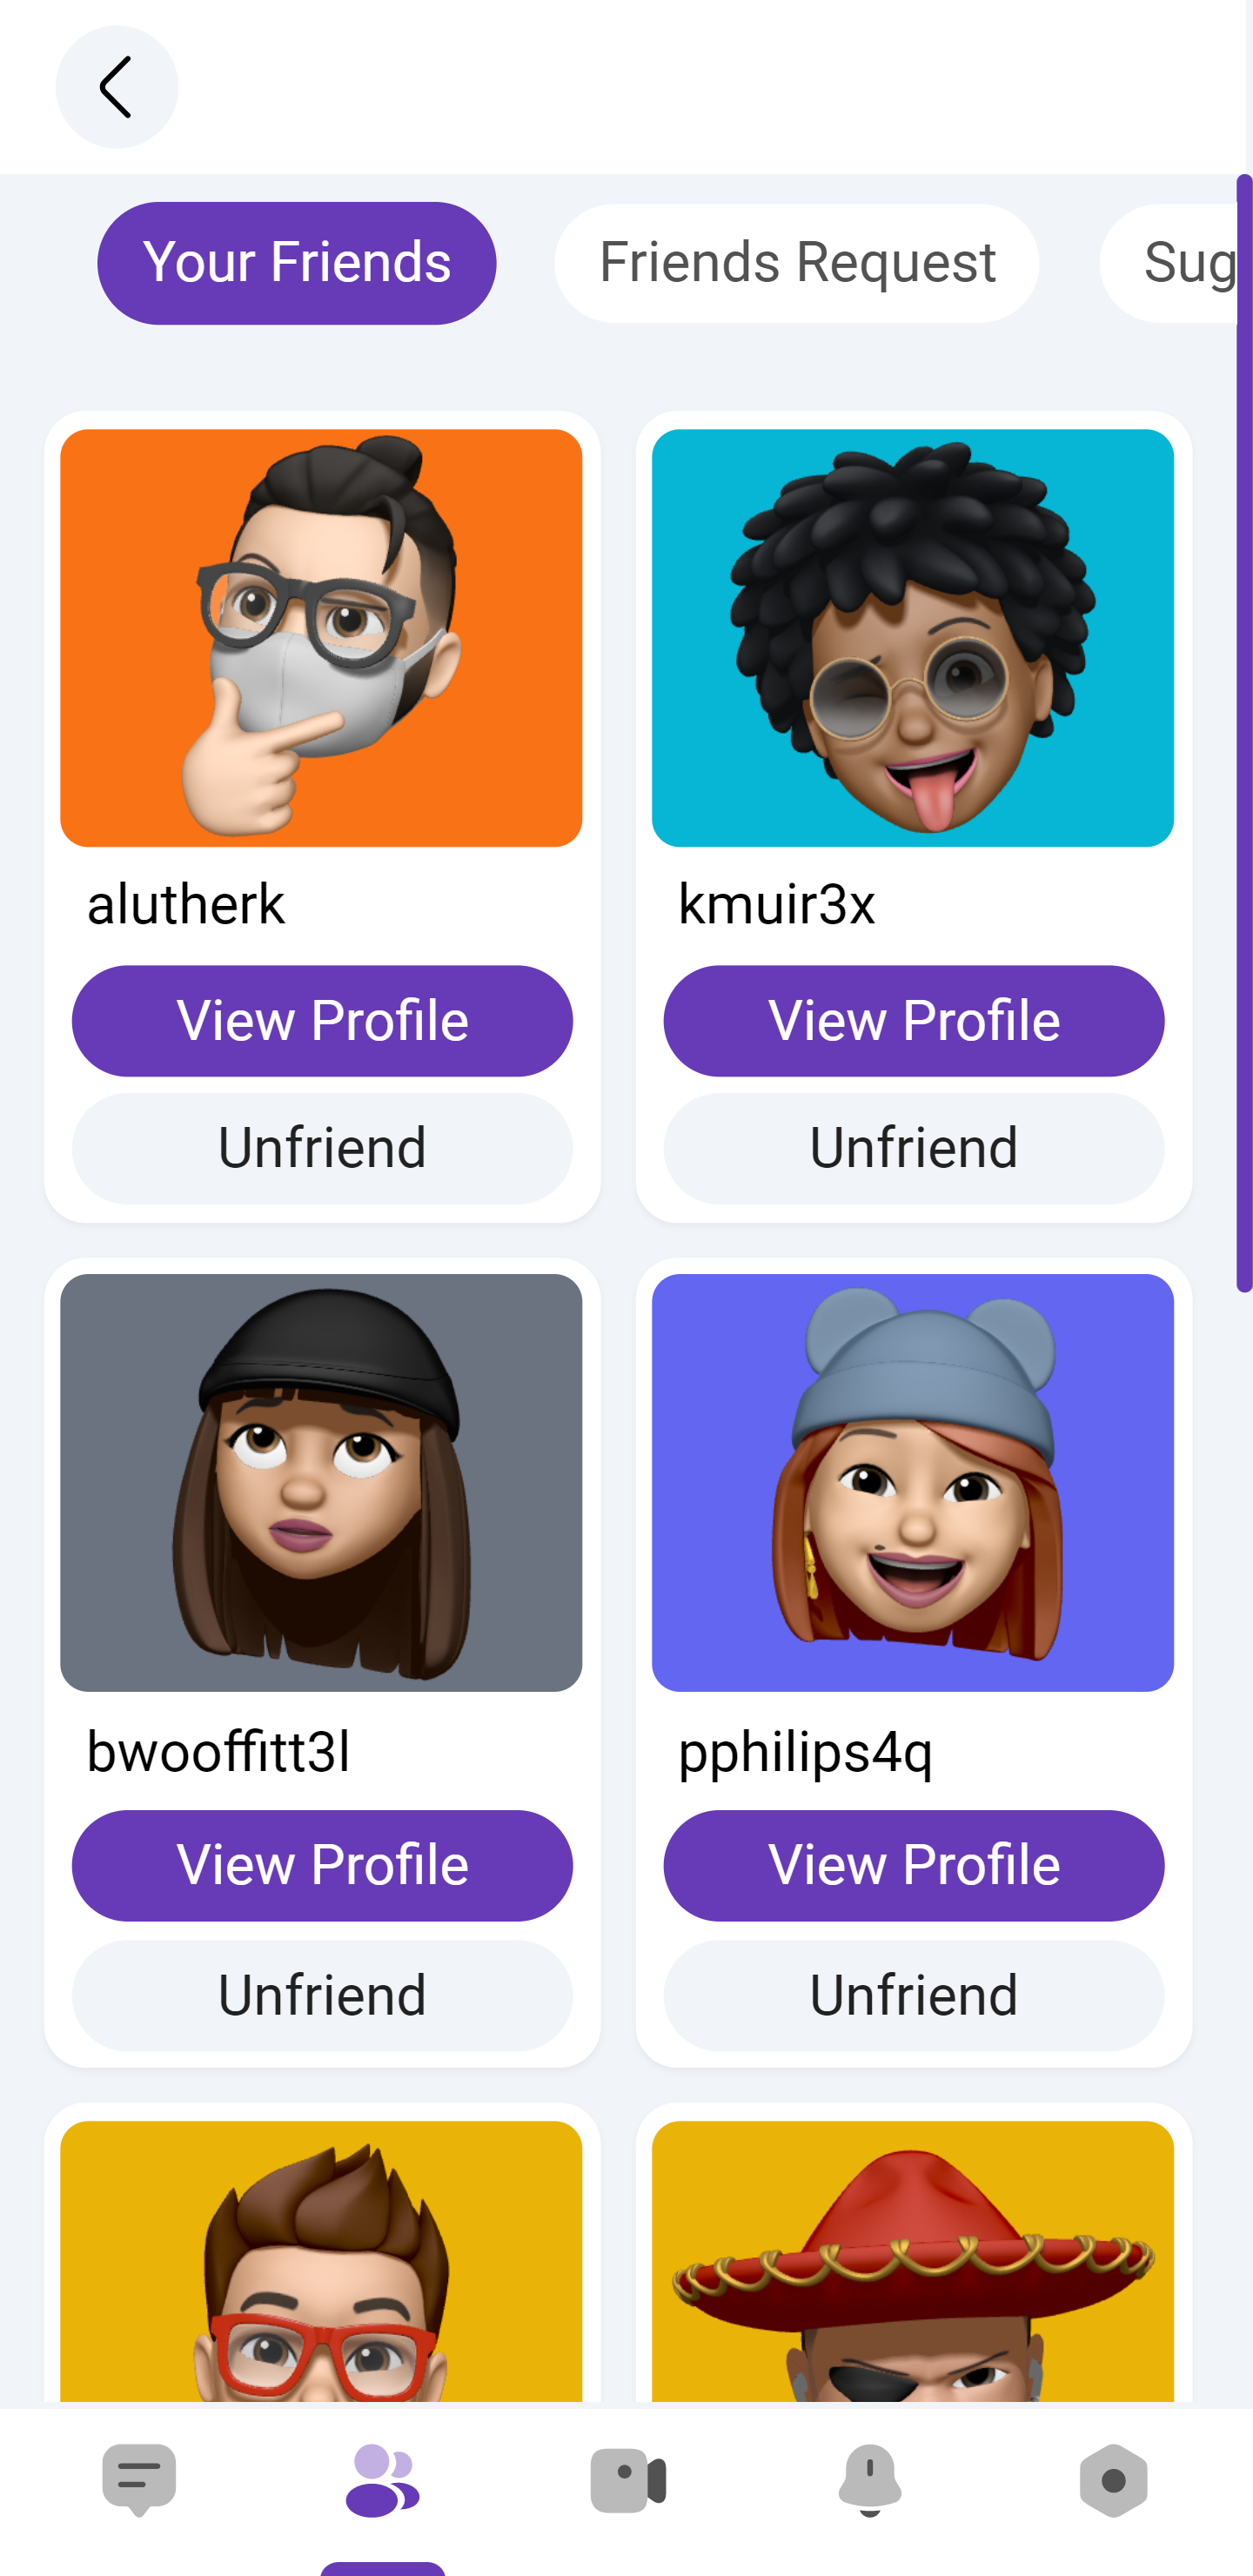 Your Friends
Friends Request
Sug
alutherk
kmuir3x
View Profile
View Profile
Unfriend
Unfriend
bwooffitt3l
pphilips4q
View Profile
View Profile
Unfriend
Unfriend